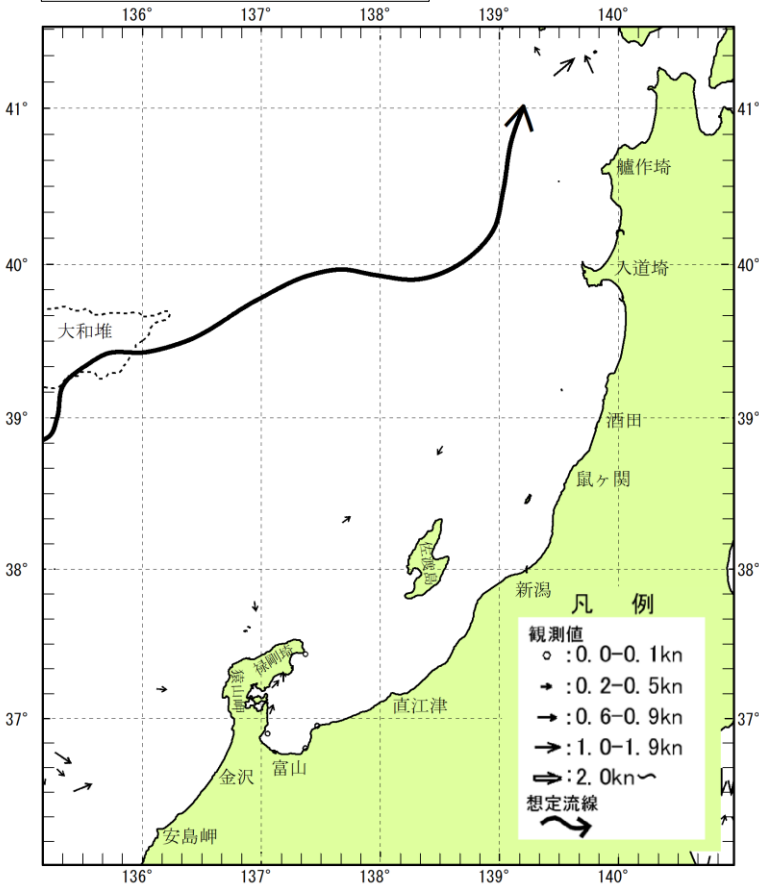 136° 137° 138° 139° 140°
41° 41°
艫作埼
40° 入道埼 40°
大和堆
39° 酒田 39°
鼠ヶ関
38° 佐渡島 38°
新潟
凡 例
観測値
○ :0.0-0.1kn
:0.2-0.5kn
:0.6-0.9kn
:1.0-1.9kn
:2.0kn~
想定流線
禄剛埼
猿山岬
37° 直江津 37°
富山
金沢
安島岬
136° 137° 138° 139° 140°